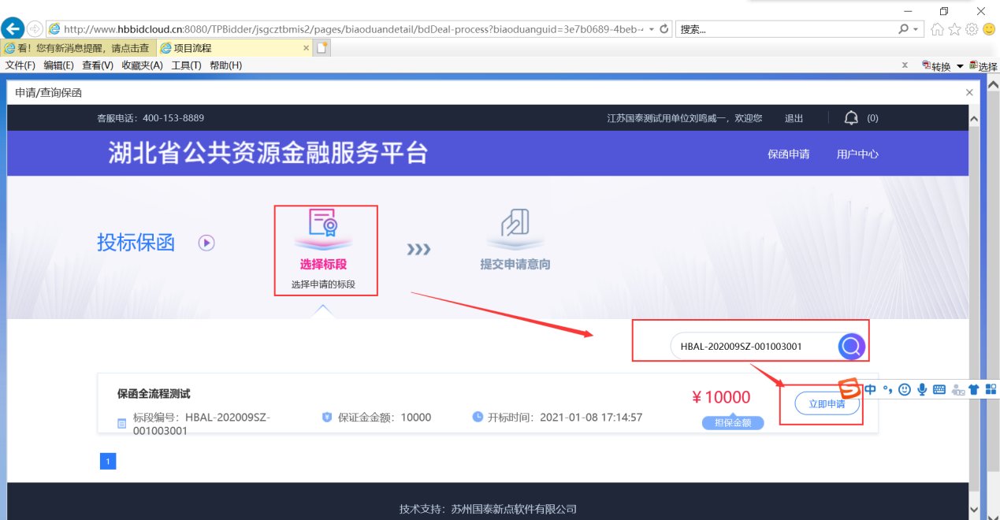 http://www.hbbidcloud.cn:8080/TPBidder/jsgcztbmis2/pages/biaoduandetail/bdDeal-process?biaoduanguid=3e7b0689-4beb-
搜索...
看！您有新消息提醒，请点击查
项目流程
文件(F) 编辑(E) 查看(V) 收藏夹(A) 工具(T) 帮助(H)
转换
选择
申请/查询保函
客服电话：400-153-8889
江苏国泰测试用单位刘鸣威一，欢迎您
退出
(0)
湖北省公共资源金融服务平台
保函申请
用户中心
投标保函
选择标段
选择申请的标段
提交申请意向
HBAL-202009SZ-001003001
保函全流程测试
标段编号：HBAL-202009SZ-
001003001
保证金金额：10000
开标时间：2021-01-08 17:14:57
¥10000
担保金额
立即申请
中
1
技术支持：苏州国泰新点软件有限公司